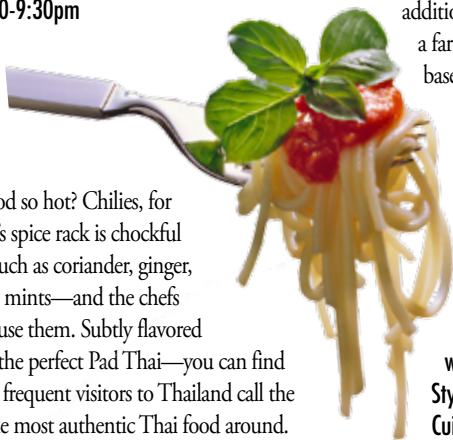 0-9:30pm
od so hot? Chilies, for
's spice rack is chockful
uch as coriander, ginger,
mints—and the chefs
use them. Subtly flavored
the perfect Pad Thai—you can find
frequent visitors to Thailand call the
e most authentic Thai food around.
additio
a far
base
w
Sty
Cui